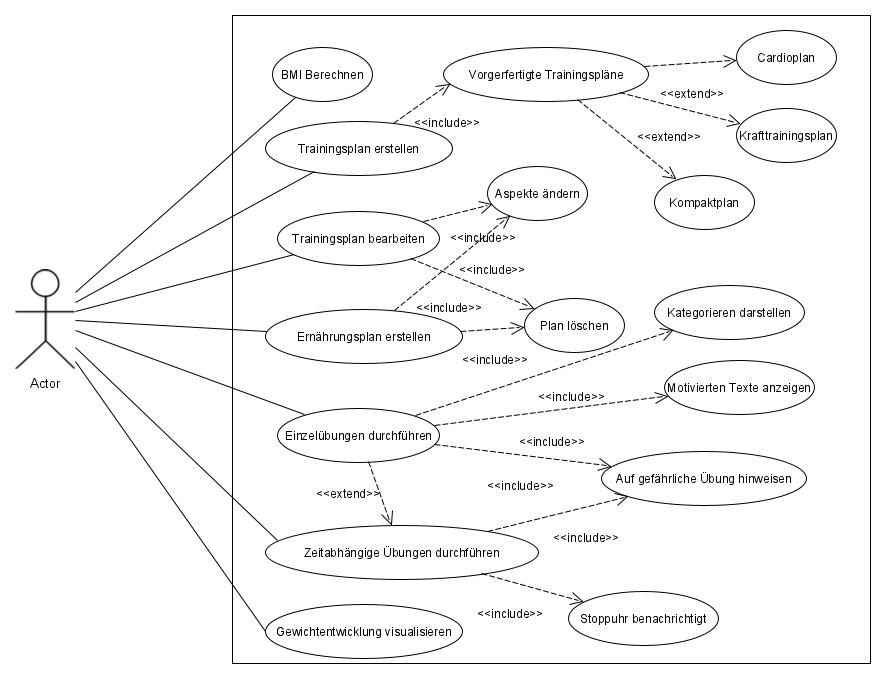 BMI Berechnen
Vorgerfertigte Trainingspläne
Cardioplan
<<extend>>
<<include>>
Krafttrainingsplan
<<extend>>
Trainingsplan erstellen
Aspekte ändern
Kompaktplan
Trainingsplan bearbeiten
<<include>>
<<include>>
<<include>>
Kategorieren darstellen
Ernährungsplan erstellen
Plan löschen
<<include>>
Actor
Motivierten Texte anzeigen
<<include>>
Einzelübungen durchführen
<<include>>
Auf gefährliche Übung hinweisen
<<include>>
<<extend>>
<<include>>
Zeitabhängige Übungen durchführen
<<include>>
Stoppuhr benachrichtigt
Gewichtentwicklung visualisieren